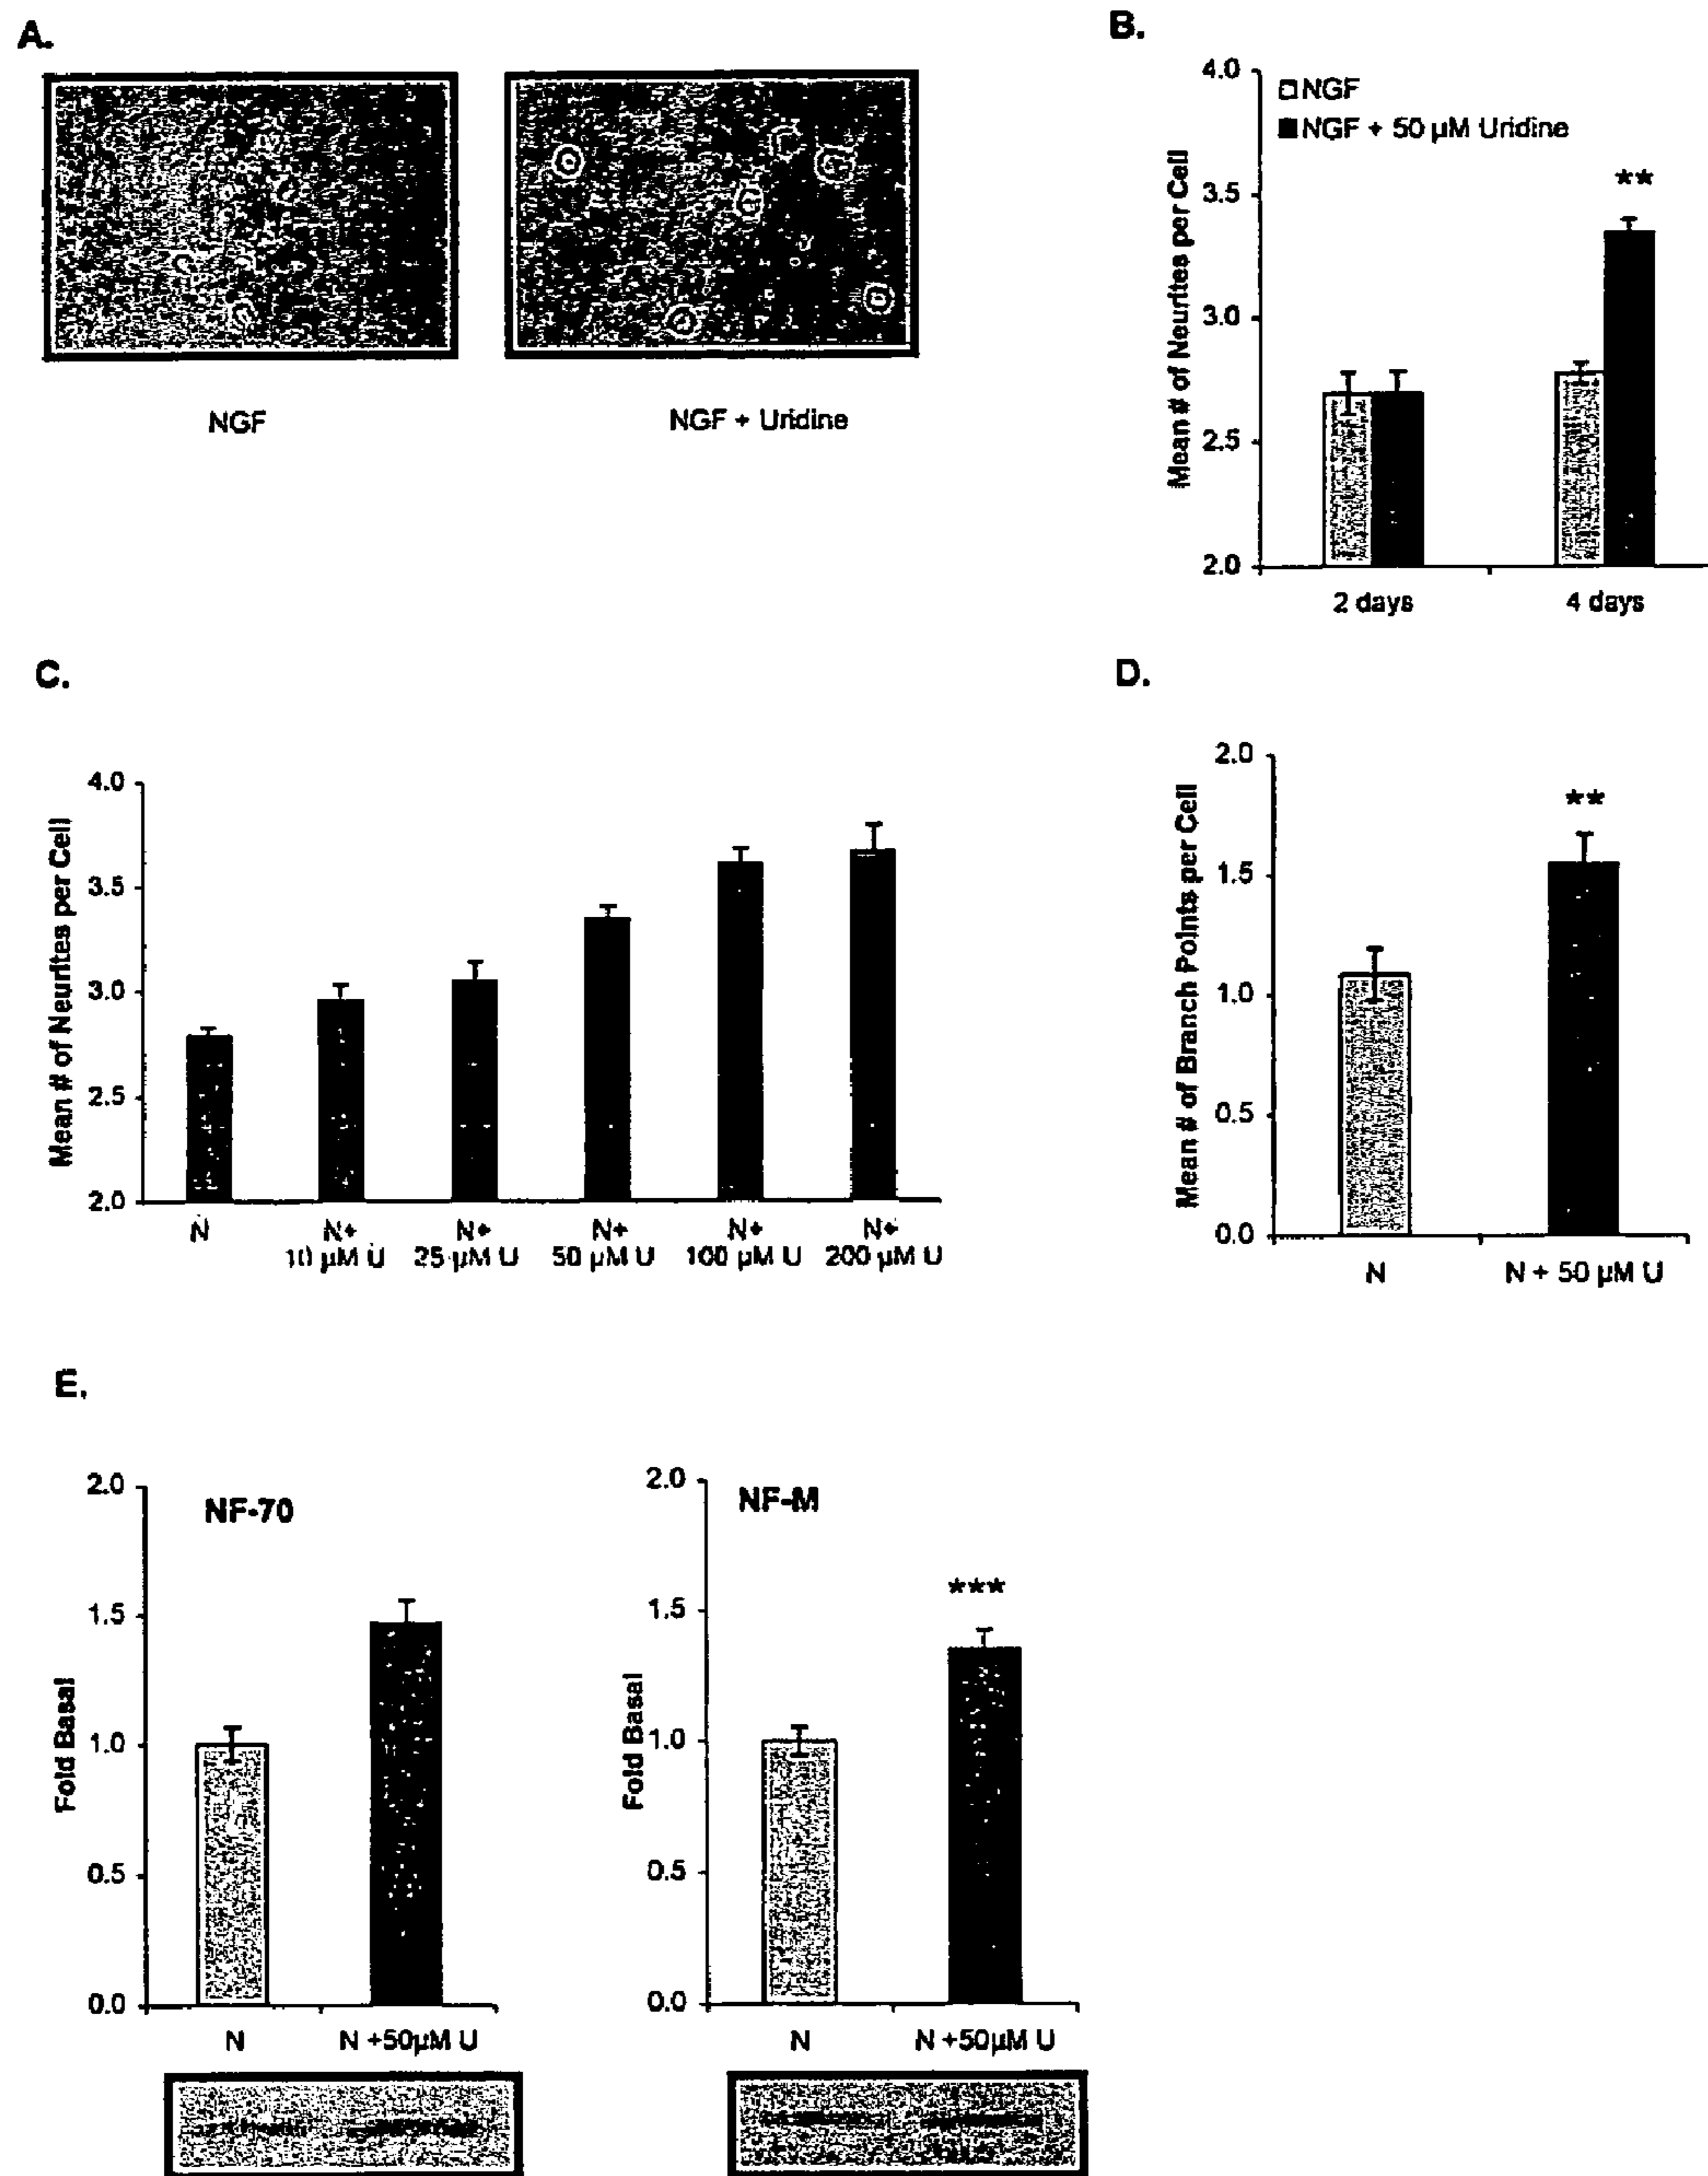 A.
NGF
NGF + Uridine
B.
Mean # of Neurites per Cell
4.0
3.5
3.0
2.5
2.0
NGF
NGF + 50 µM Uridine
**
2 days
4 days
C.
Mean # of Neurites per Cell
4.0
3.5
3.0
2.5
2.0
N
N+
10 µM U
N+
25 µM U
N+
50 µM U
N+
100 µM U
N+
200 µM U
D.
Mean # of Branch Points per Cell
2.0
1.5
1.0
0.5
0.0
**
N
N + 50 µM U
E.
Fold Basal
2.0
1.5
1.0
0.5
0.0
NF-70
N
N +50µM U
Fold Basal
2.0
1.5
1.0
0.5
0.0
NF-M
***
N
N +50µM U